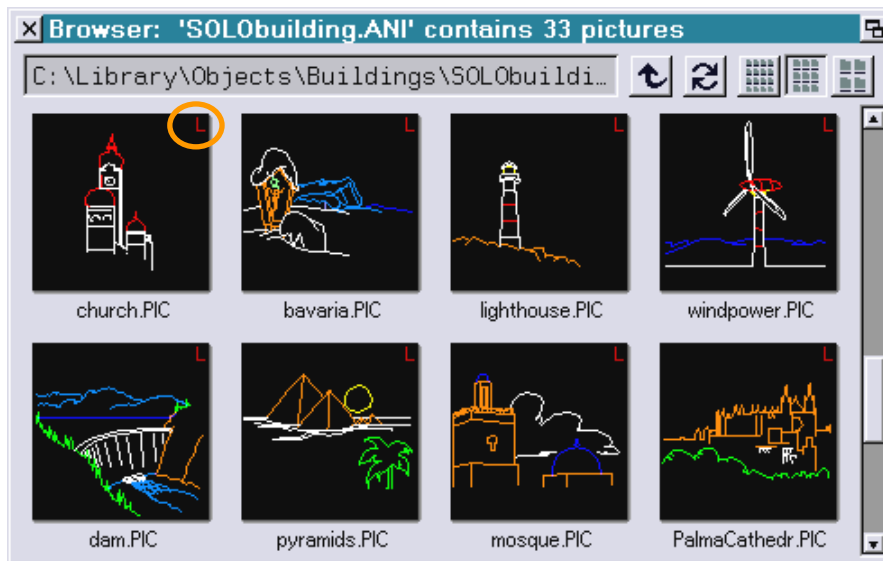 Browser: 'SOLObuilding.ANI' contains 33 pictures
C:\Library\Objects\Buildings\SOLObuildi…
L L L L
church.PIC bavaria.PIC lighthouse.PIC windpower.PIC
L L L L
dam.PIC pyramids.PIC mosque.PIC PalmaCathedr.PIC